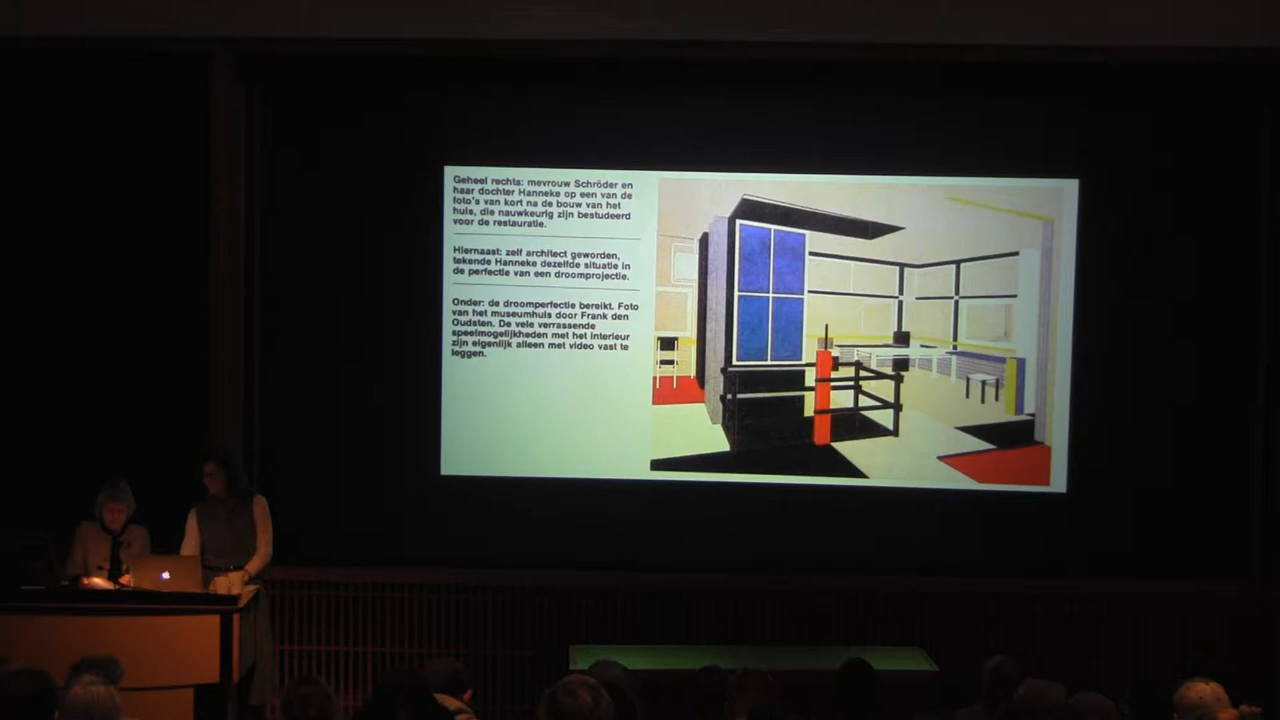 Geheel rechts: mevrouw Schröder en
haar dochter Hanneke op een van de
foto's van kort na de bouw van het
huis, die nauwkeurig zijn bestudeerd
voor de restauratie.
Hiernaast: zelf architect geworden,
tekende Hanneke dezelfde situatie in
de perfectie van een droomprojectie.
Onder: de droomperfectie bereikt. Foto
van het museumhuis door Frank den
Oudsten. De vele verrassende
speelmogelijkheden met het interieur
zijn eigenlijk alleen met video vast te
leggen.